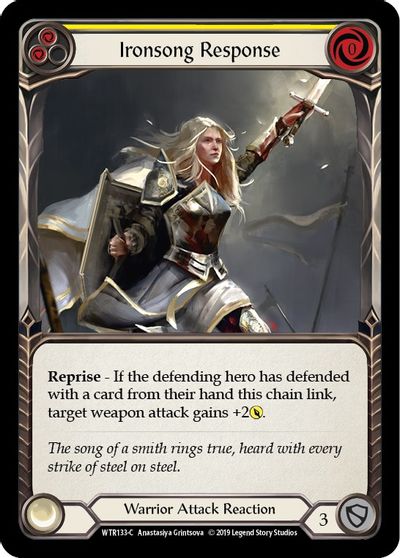 Ironsong Response
0
Reprise - If the defending hero has defended
with a card from their hand this chain link,
target weapon attack gains +2.
The song of a smith rings true, heard with every
strike of steel on steel.
Warrior Attack Reaction
3
WTR133-C Anastasiya Grintsova © 2019 Legend Story Studios